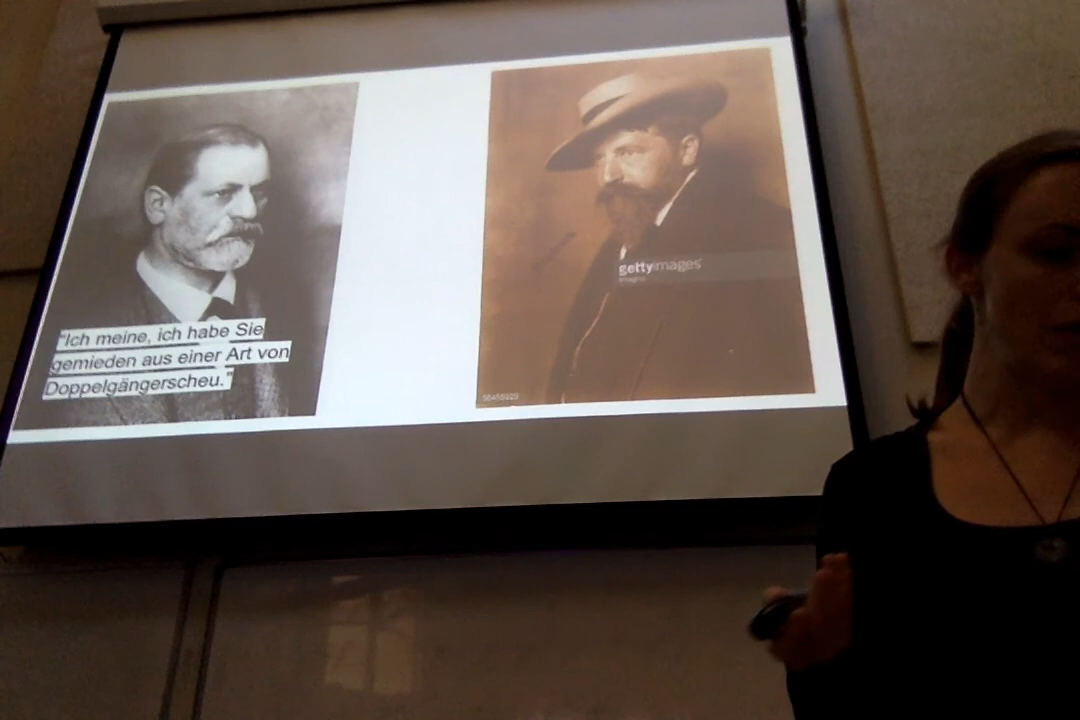 "Ich meine, ich habe Sie
gemieden aus einer Art von
Doppelgängerscheu."
gettyimages